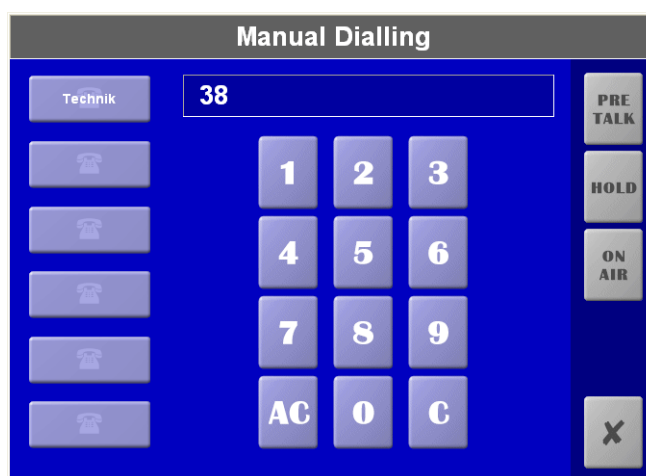 Manual Dialling
Technik
38
PRE
TALK
1 2 3
HOLD
4 5 6
ON
AIR
7 8 9
AC 0 C